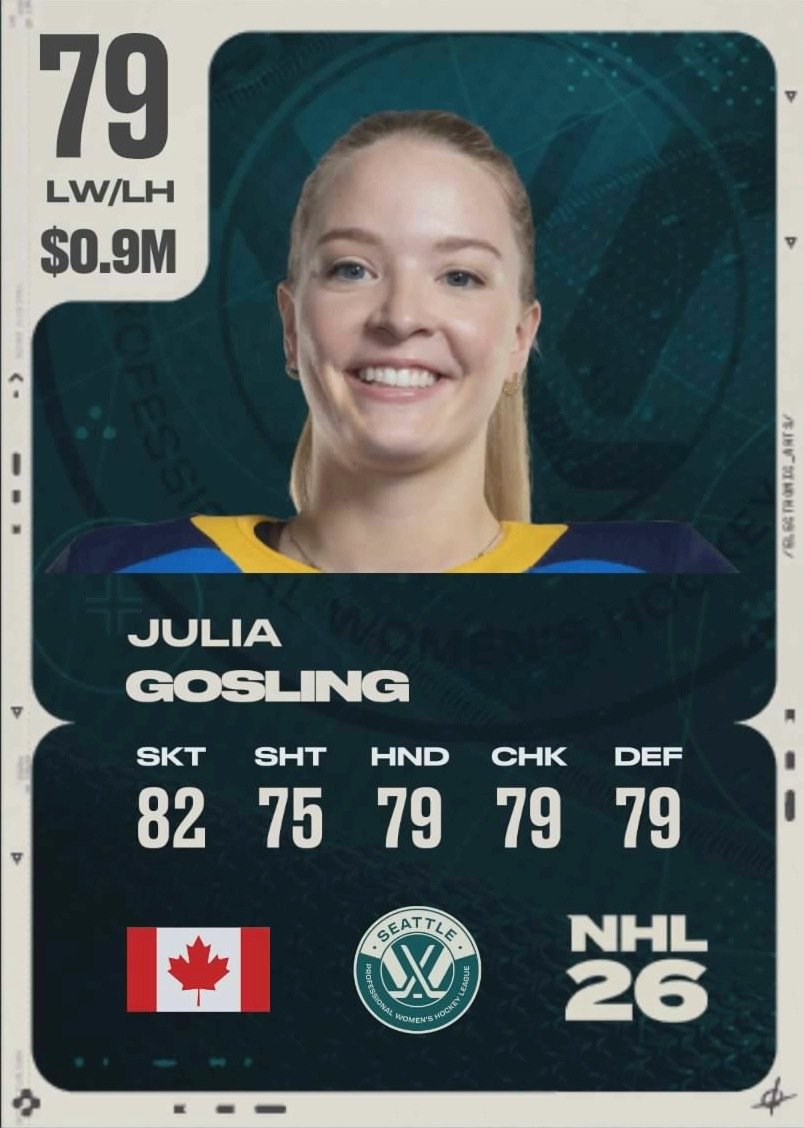 79
LW/LH
$0.9M
JULIA
GOSLING
SKT SHT HND CHK DEF
82 75 79 79 79
SEATTLE
PROFESSIONAL WOMEN'S HOCKEY LEAGUE
NHL
26